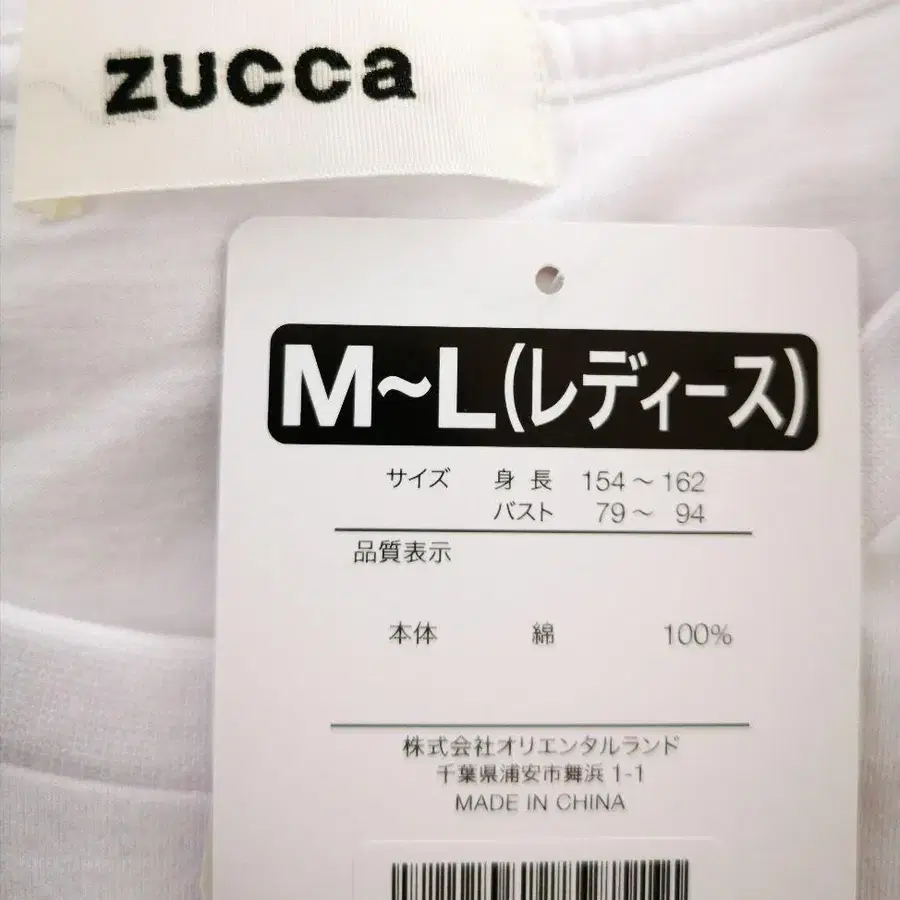 zucca
M~L(レディース)
サイズ 身長 154～162
バスト 79～ 94
品質表示
本体 綿 100%
株式会社オリエンタルランド
千葉県浦安市舞浜 1-1
MADE IN CHINA